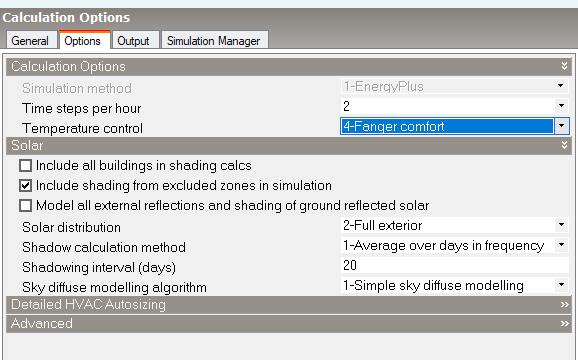 Calculation Options
General Options Output Simulation Manager
Calculation Options
Simulation method 1-EnergyPlus
Time steps per hour 2
Temperature control 4-Fanger comfort
Solar
Include all buildings in shading calcs
Include shading from excluded zones in simulation
Model all external reflections and shading of ground reflected solar
Solar distribution 2-Full exterior
Shadow calculation method 1-Average over days in frequency
Shadowing interval (days) 20
Sky diffuse modelling algorithm 1-Simple sky diffuse modelling
Detailed HVAC Autosizing
Advanced